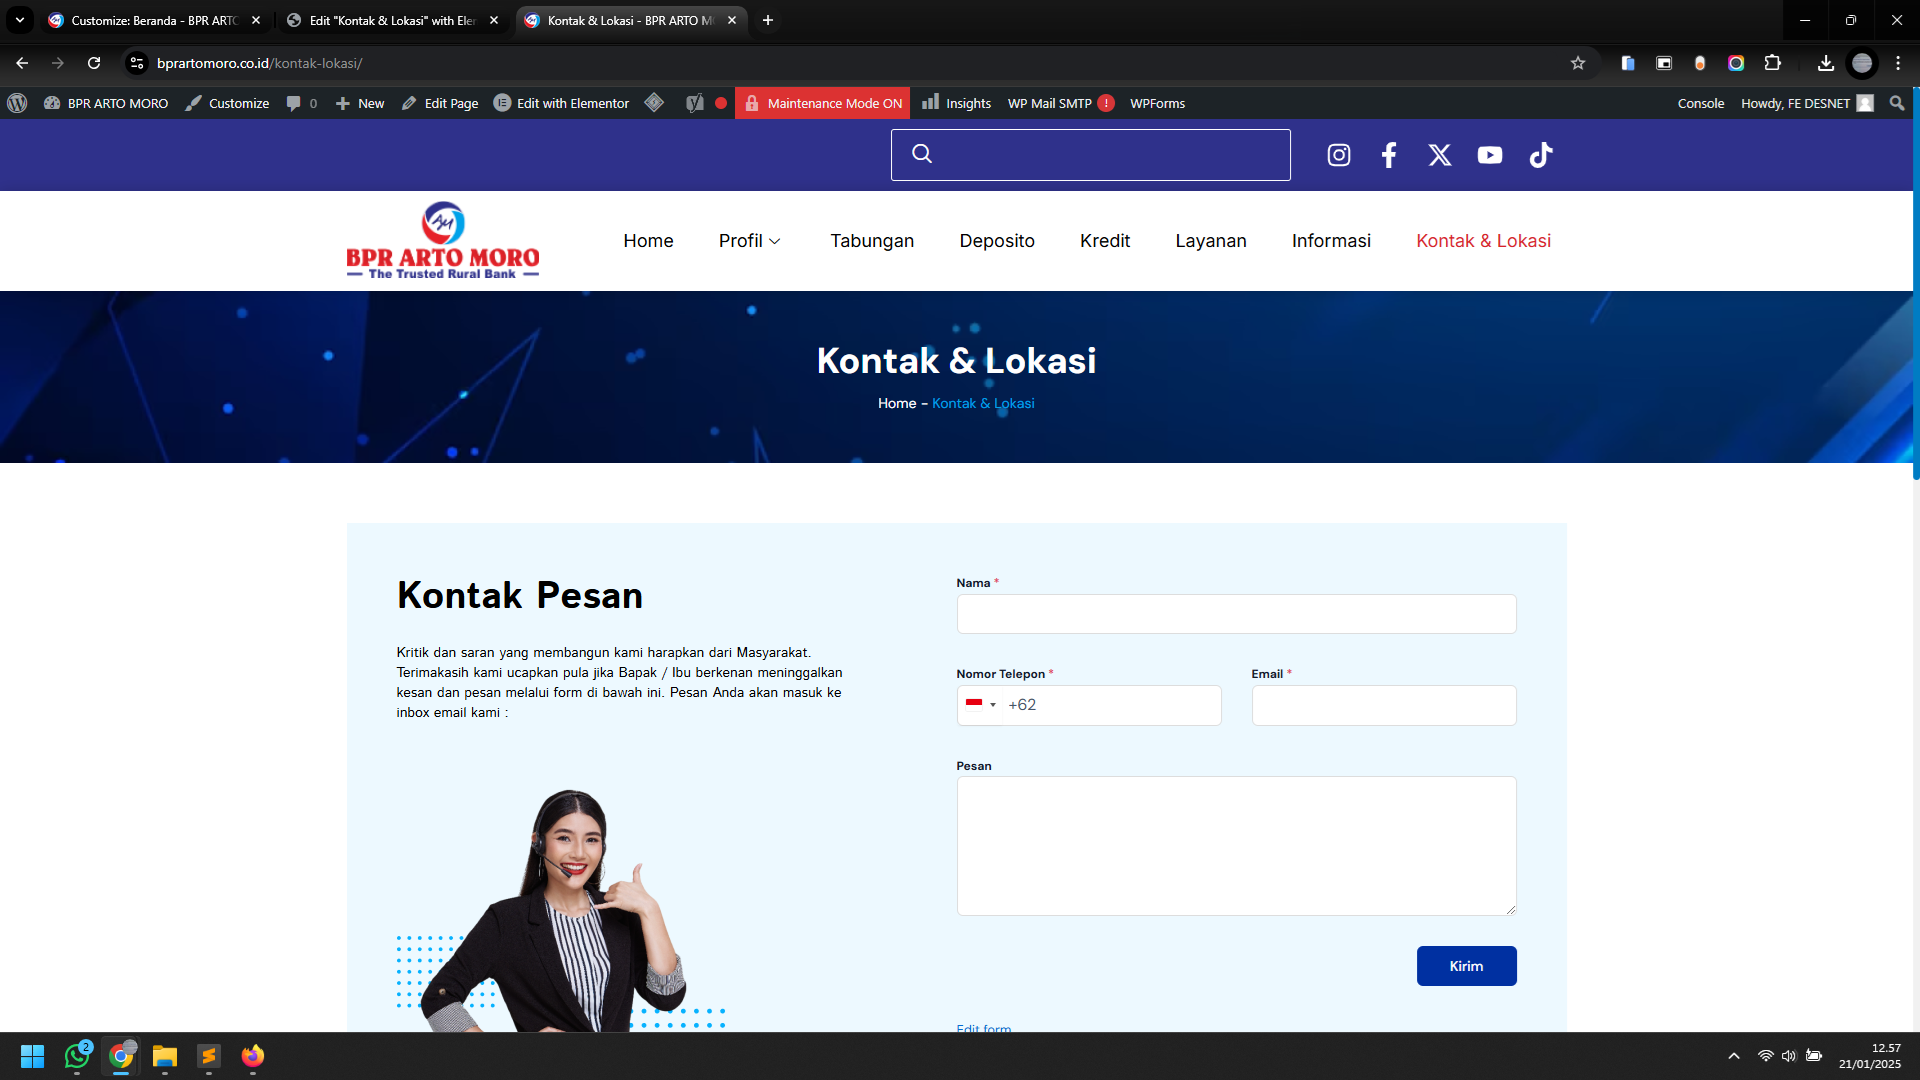 Customize: Beranda - BPR ARTO
Edit "Kontak & Lokasi" with Elem
Kontak & Lokasi - BPR ARTO M
bprartomoro.co.id/kontak-lokasi/
BPR ARTO MORO
Customize
0
New
Edit Page
Edit with Elementor
Maintenance Mode ON
Insights
WP Mail SMTP !
WPForms
Console
Howdy, FE DESNET
AM
BPR ARTO MORO
The Trusted Rural Bank
Home
Profil
Tabungan
Deposito
Kredit
Layanan
Informasi
Kontak & Lokasi
Kontak & Lokasi
Home - Kontak & Lokasi
Kontak Pesan
Kritik dan saran yang membangun kami harapkan dari Masyarakat.
Terimakasih kami ucapkan pula jika Bapak / Ibu berkenan meninggalkan
kesan dan pesan melalui form di bawah ini. Pesan Anda akan masuk ke
inbox email kami :
Nama *
Nomor Telepon *
+62
Email *
Pesan
Kirim
Edit form
2
12.57
21/01/2025